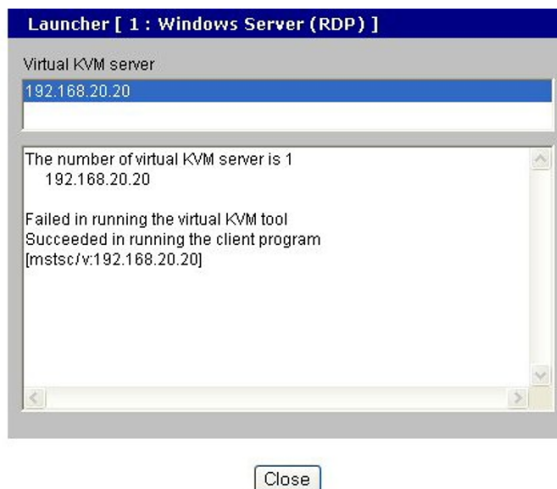 Launcher [ 1 : Windows Server (RDP) ]
Virtual KVM server
192.168.20.20
The number of virtual KVM server is 1
192.168.20.20
Failed in running the virtual KVM tool
Succeeded in running the client program
[mstsc/v:192.168.20.20]
Close